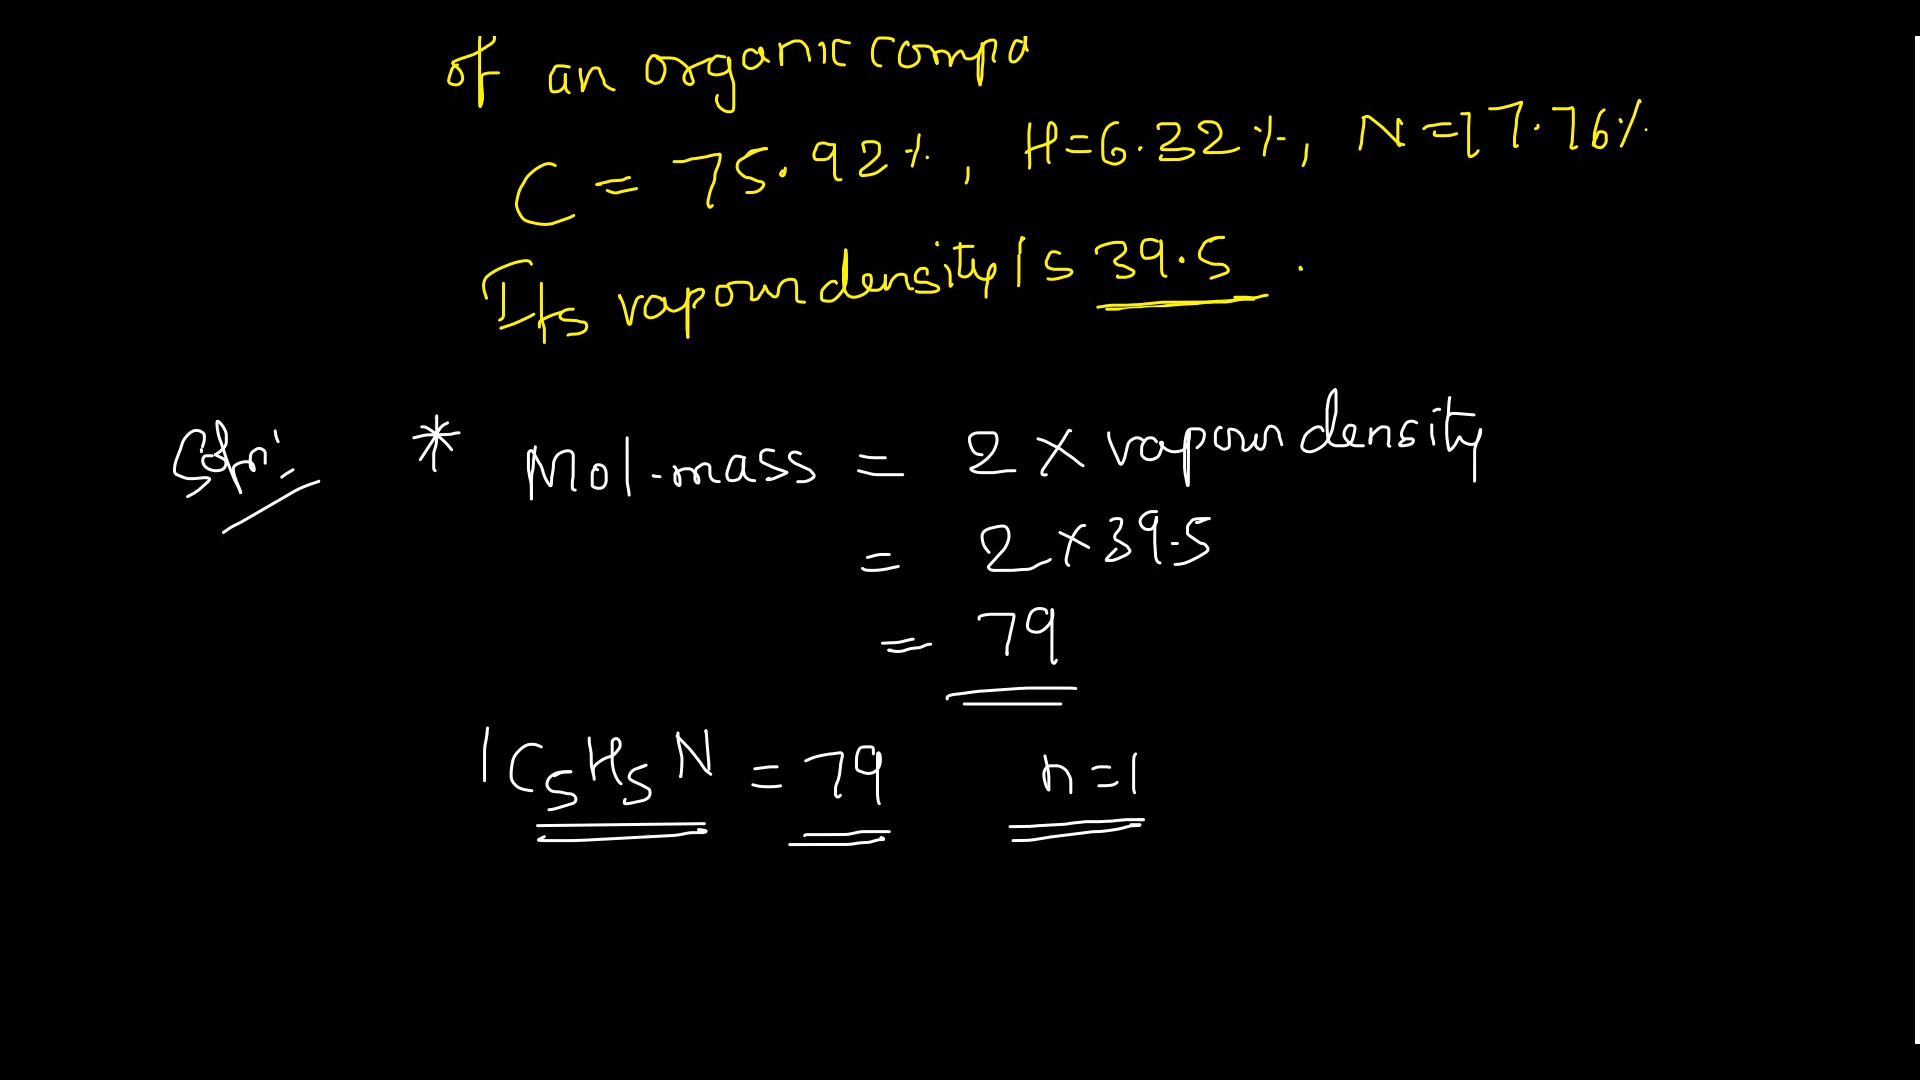 of an organic compd
C = 75.92%, H=6.32%, N=17.76%
Its vapour density is 39.5.
Soln:
* Mol.mass = 2 × vapour density
= 2 × 39.5
= 79
1 C5H5N = 79 n=1